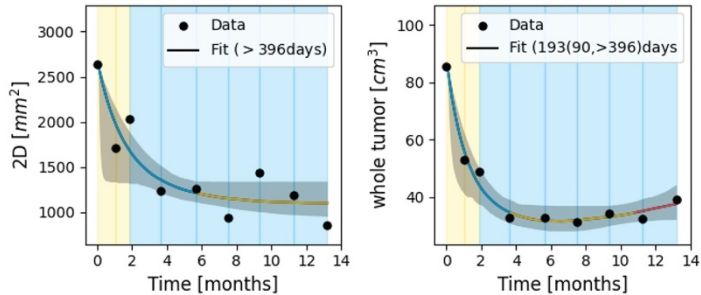 3000
2500
2000
1500
1000
2D [mm²]
Data
Fit ( > 396days)
0 2 4 6 8 10 12 14
Time [months]
100
80
60
40
whole tumor [cm³]
Data
Fit (193(90,>396)days
0 2 4 6 8 10 12 14
Time [months]